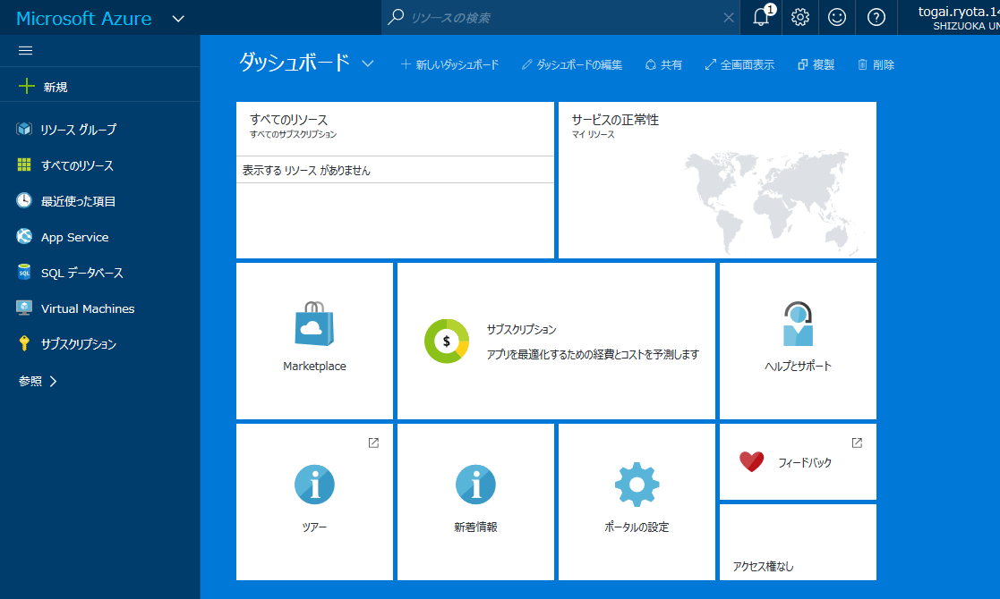 Microsoft Azure
リソースの検索
1
togai.ryota.14
SHIZUOKA UN
新規
リソース グループ
すべてのリソース
最近使った項目
App Service
SQL データベース
Virtual Machines
サブスクリプション
参照
ダッシュボード
新しいダッシュボード
ダッシュボードの編集
共有
全画面表示
複製
削除
すべてのリソース
すべてのサブスクリプション
表示する リソース がありません
サービスの正常性
マイ リソース
Marketplace
$
サブスクリプション
アプリを最適化するための経費とコストを予測します
ヘルプとサポート
ツアー
新着情報
ポータルの設定
フィードバック
アクセス権なし